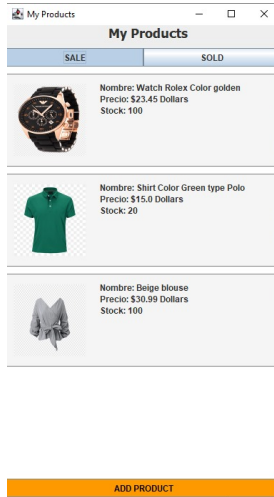 My Products
My Products
SALE
SOLD
Nombre: Watch Rolex Color golden
Precio: $23.45 Dollars
Stock: 100
Nombre: Shirt Color Green type Polo
Precio: $15.0 Dollars
Stock: 20
Nombre: Beige blouse
Precio: $30.99 Dollars
Stock: 100
ADD PRODUCT